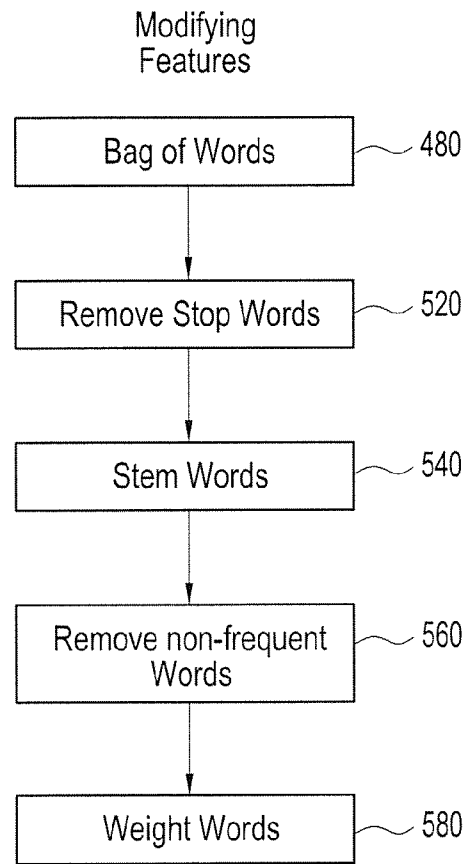 Modifying
Features
Bag of Words
480
Remove Stop Words
520
Stem Words
540
Remove non-frequent
Words
560
Weight Words
580